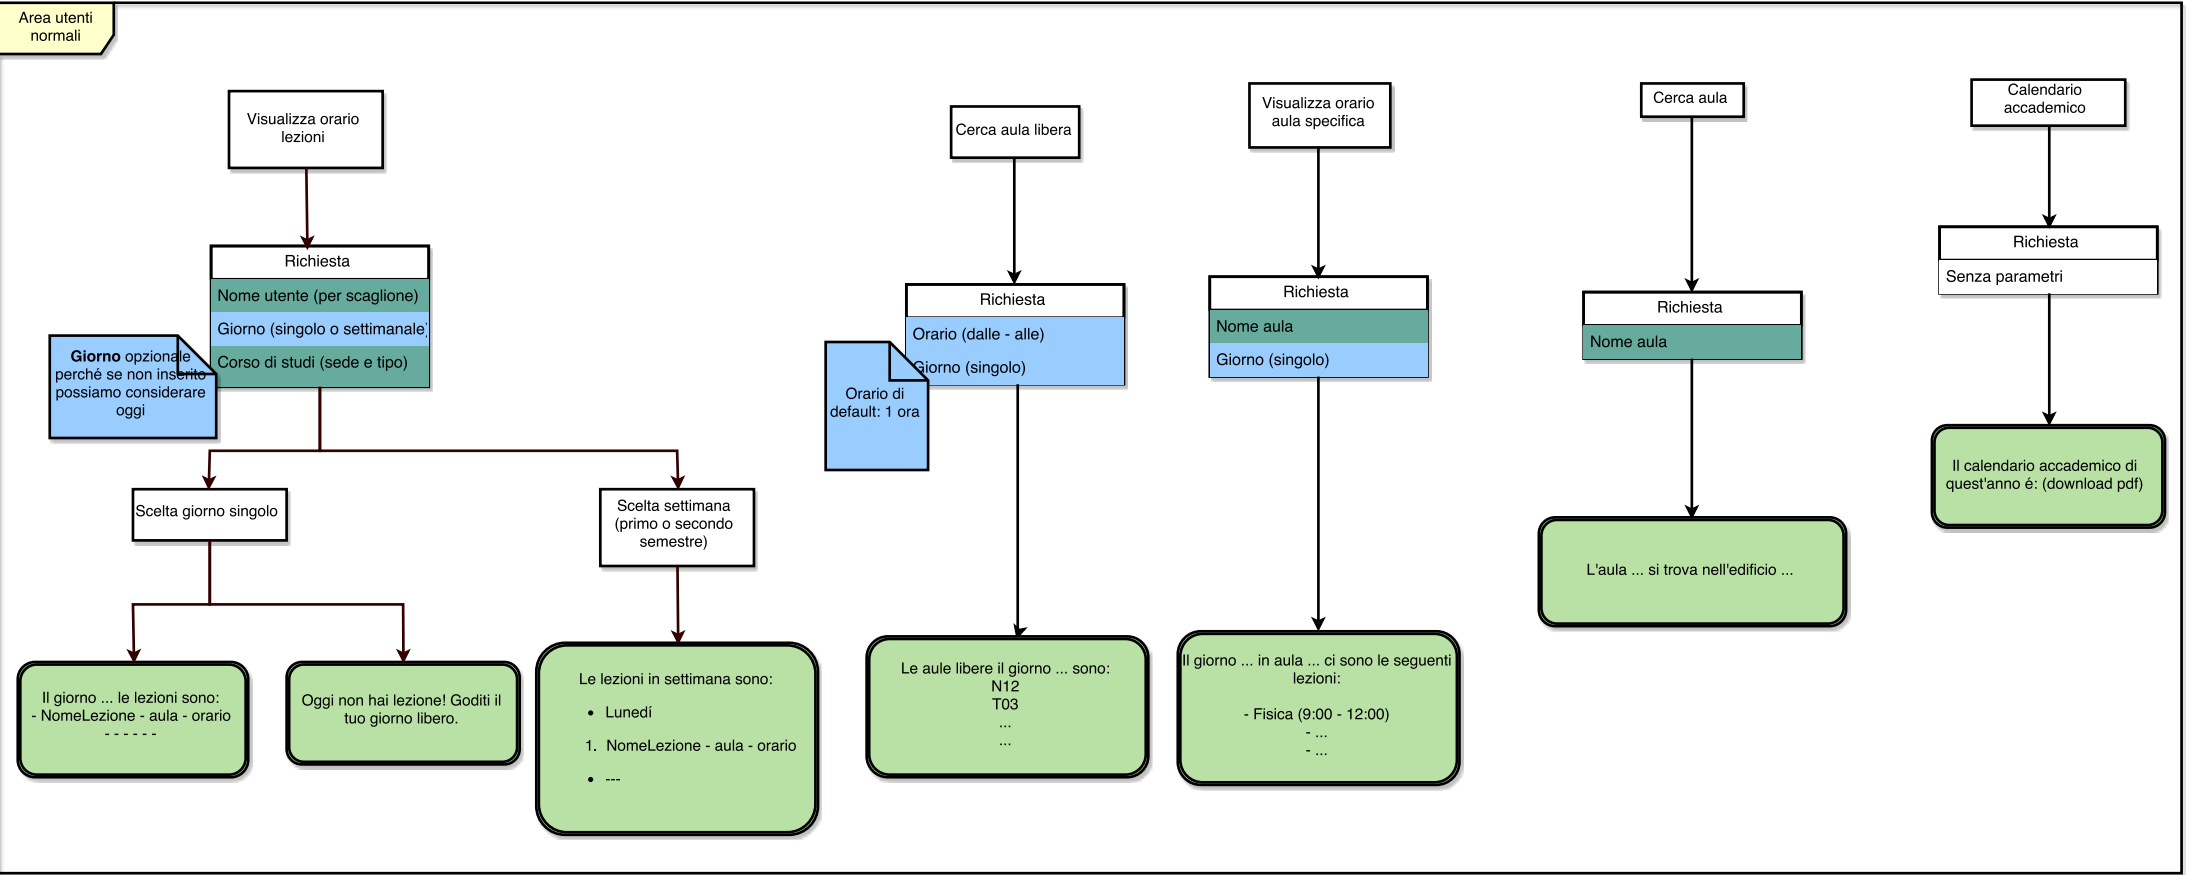 Area utenti
normali
Visualizza orario
lezioni
Richiesta
Nome utente (per scaglione)
Giorno (singolo o settimanale)
Corso di studi (sede e tipo)
Giorno opzionale
perché se non inserito
possiamo considerare
oggi
Scelta giorno singolo
Scelta settimana
(primo o secondo
semestre)
Il giorno ... le lezioni sono:
- NomeLezione - aula - orario
- - - - - -
Oggi non hai lezione! Goditi il
tuo giorno libero.
Le lezioni in settimana sono:
• Lunedí
1. NomeLezione - aula - orario
• ---
Cerca aula libera
Richiesta
Orario (dalle - alle)
Giorno (singolo)
Orario di
default: 1 ora
Le aule libere il giorno ... sono:
N12
T03
...
...
Visualizza orario
aula specifica
Richiesta
Nome aula
Giorno (singolo)
Il giorno ... in aula ... ci sono le seguenti
lezioni:
- Fisica (9:00 - 12:00)
- ...
- ...
Cerca aula
Richiesta
Nome aula
L'aula ... si trova nell'edificio ...
Calendario
accademico
Richiesta
Senza parametri
Il calendario accademico di
quest'anno é: (download pdf)